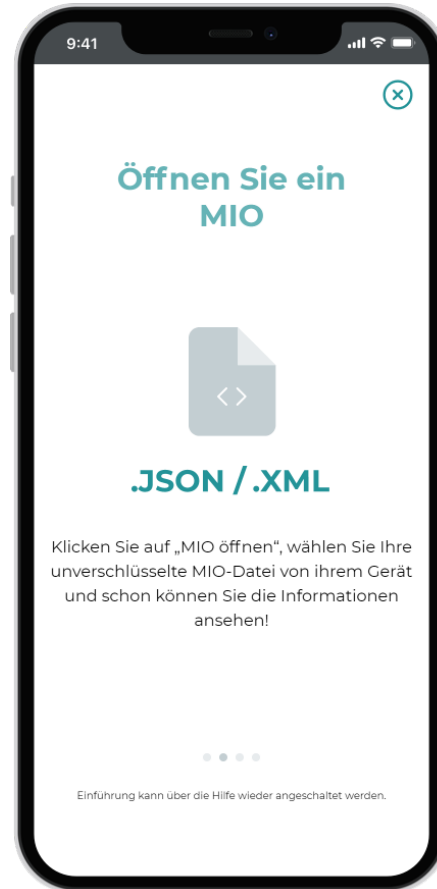 9:41
Öffnen Sie ein
MIO
< >
.JSON / .XML
Klicken Sie auf „MIO öffnen“, wählen Sie Ihre
unverschlüsselte MIO-Datei von ihrem Gerät
und schon können Sie die Informationen
ansehen!
Einführung kann über die Hilfe wieder angeschaltet werden.